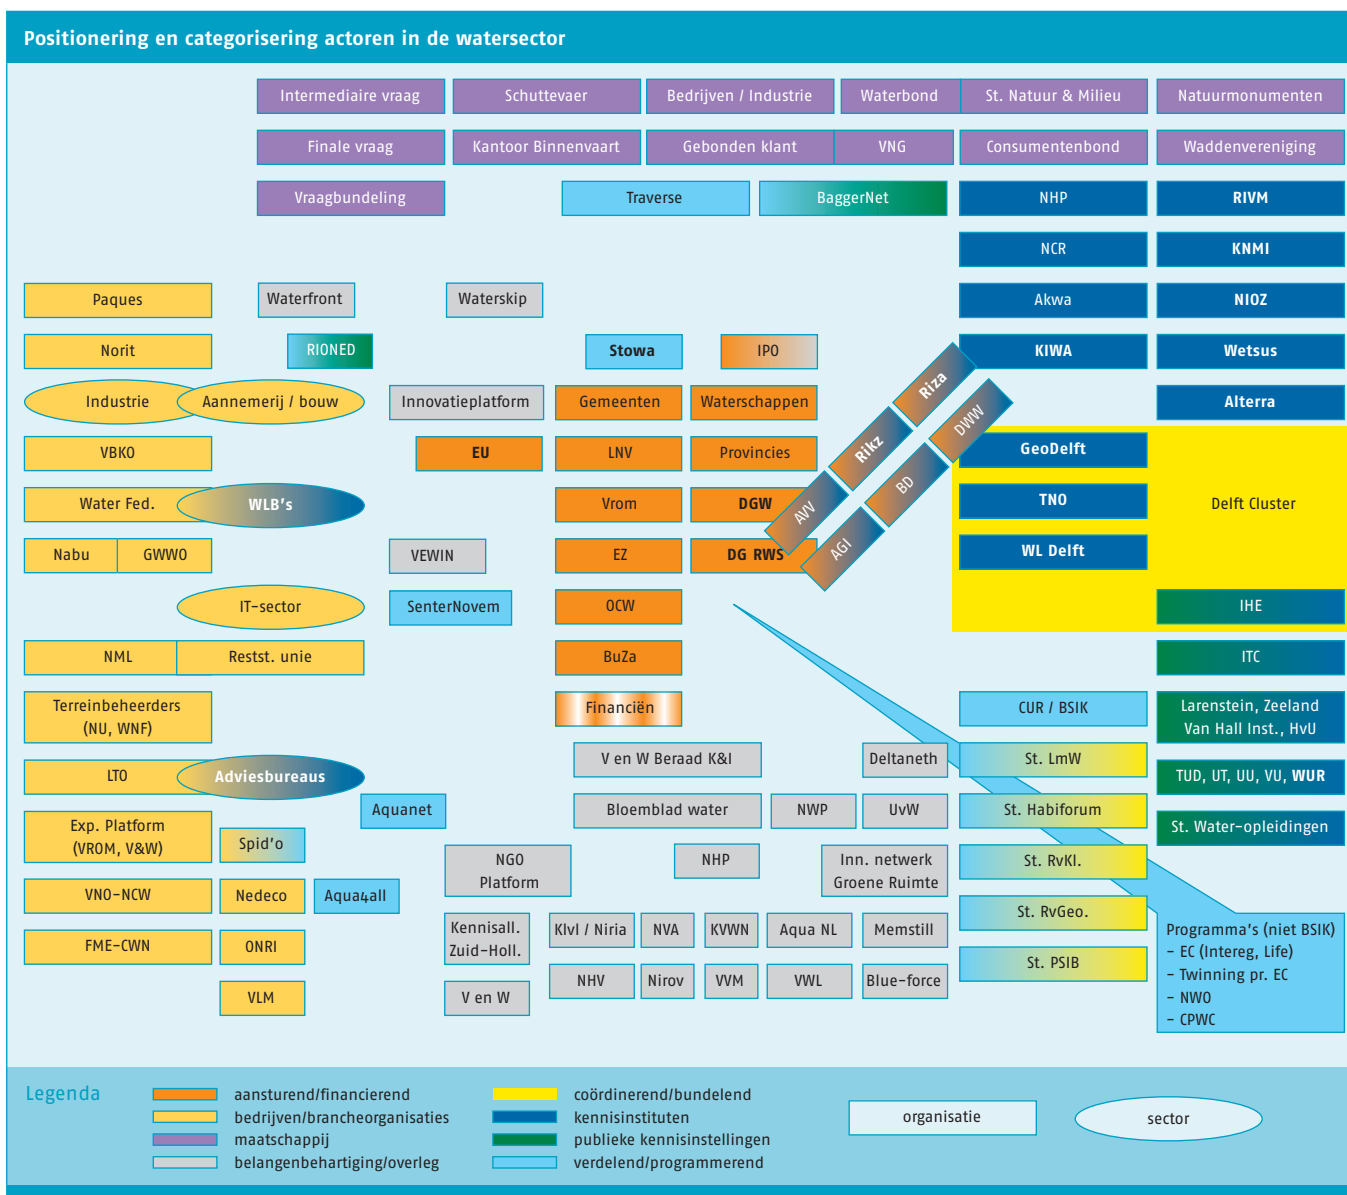 Positionering en categorisering actoren in de watersector
Intermediaire vraag
Schuttevaer
Bedrijven / Industrie
Waterbond
St. Natuur & Milieu
Natuurmonumenten
Finale vraag
Kantoor Binnenvaart
Gebonden klant
VNG
Consumentenbond
Waddenvereniging
Vraagbundeling
Traverse
BaggerNet
NHP
RIVM
NCR
KNMI
Paques
Waterfront
Waterskip
Akwa
NIOZ
Norit
RIONED
Stowa
IPO
KIWA
Wetsus
Riza
Industrie
Aannemerij / bouw
Innovatieplatform
Gemeenten
Waterschappen
DWW
Alterra
VBKO
EU
LNV
Provincies
Rikz
GeoDelft
Water Fed.
WLB's
Vrom
DGW
AVV
BD
TNO
Delft Cluster
Nabu
GWWO
VEWIN
EZ
DG RWS
AGI
WL Delft
IT-sector
SenterNovem
OCW
IHE
NML
Restst. unie
BuZa
ITC
Terreinbeheerders
(NU, WNF)
Financiën
CUR / BSIK
Larenstein, Zeeland
Van Hall Inst., HvU
V en W Beraad K&I
Deltaneth
St. LmW
LTO
Adviesbureaus
TUD, UT, UU, VU, WUR
Aquanet
Bloemblad water
NWP
UvW
St. Habiforum
Exp. Platform
(VROM, V&W)
Spid'o
St. Water-opleidingen
NGO
Platform
NHP
Inn. netwerk
Groene Ruimte
St. RvKl.
VNO-NCW
Nedeco
Aqua4all
St. RvGeo.
FME-CWN
ONRI
Kennisall.
Zuid-Holl.
KIvI / Niria
NVA
KVWN
Aqua NL
Memstill
Programma's (niet BSIK)
- EC (Intereg, Life)
- Twinning pr. EC
- NWO
- CPWC
St. PSIB
VLM
V en W
NHV
Nirov
VVM
VWL
Blue-force
Legenda
aansturend/financierend
bedrijven/brancheorganisaties
maatschappij
belangenbehartiging/overleg
coördinerend/bundelend
kennisinstituten
publieke kennisinstellingen
verdelend/programmerend
organisatie
sector